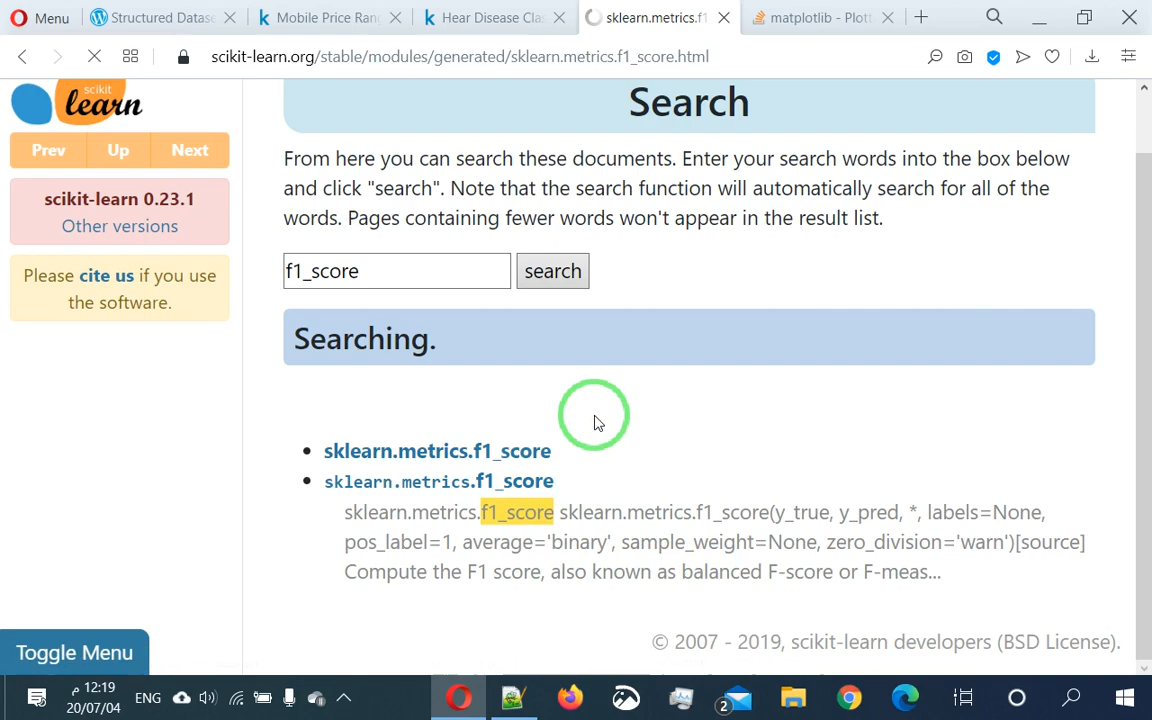 Menu
Structured Datase
Mobile Price Ran
Hear Disease Cla
sklearn.metrics.f1
matplotlib - Plott
scikit-learn.org/stable/modules/generated/sklearn.metrics.f1_score.html
scikit
learn
Prev Up Next
scikit-learn 0.23.1
Other versions
Please cite us if you use
the software.
Search
From here you can search these documents. Enter your search words into the box below
and click "search". Note that the search function will automatically search for all of the
words. Pages containing fewer words won't appear in the result list.
f1_score search
Searching.
sklearn.metrics.f1_score
sklearn.metrics.f1_score
sklearn.metrics.f1_score sklearn.metrics.f1_score(y_true, y_pred, *, labels=None,
pos_label=1, average='binary', sample_weight=None, zero_division='warn')[source]
Compute the F1 score, also known as balanced F-score or F-meas...
© 2007 - 2019, scikit-learn developers (BSD License).
Toggle Menu
12:19 م
20/07/04
ENG
2